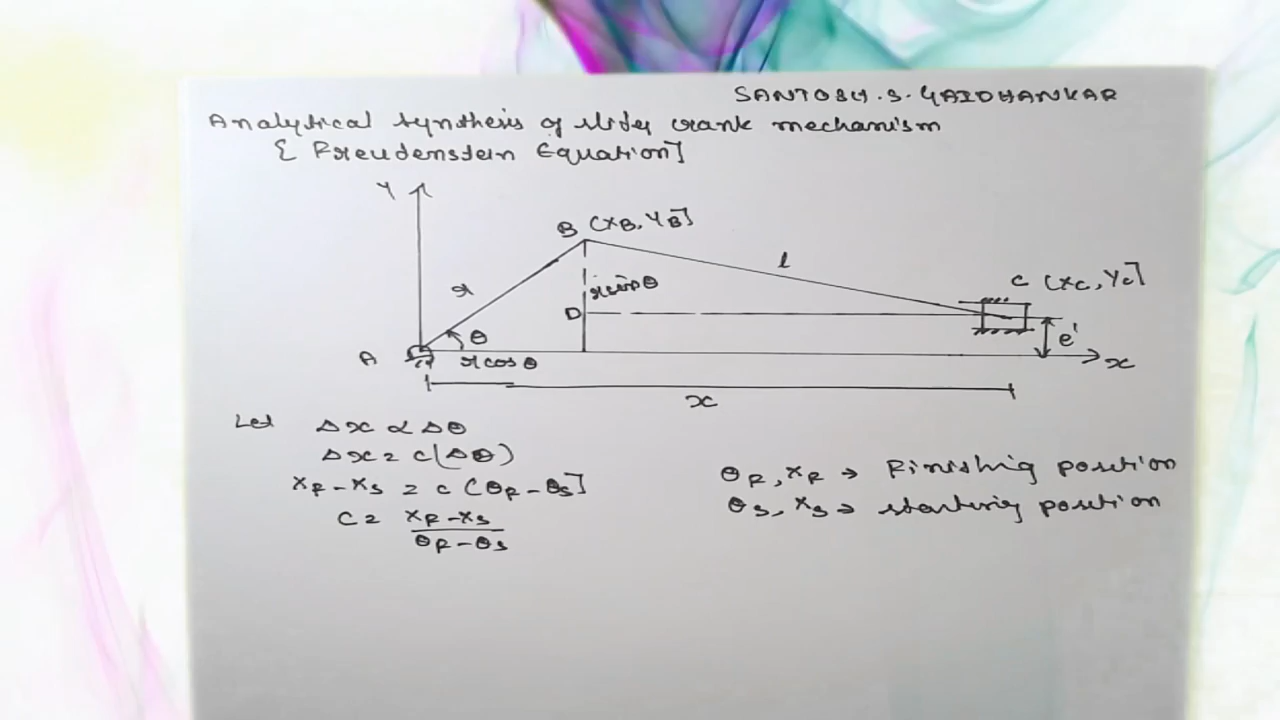 SANTOSH.S.GAIDHANKAR
Analytical synthesis of slider crank mechanism
[ Freudenstein Equation]
Y
B (XB, YB]
l
r
r sinθ
C (XC, YC]
D
θ
e'
A
r cos θ
x
x
Let Δx α Δθ
Δx = C(Δθ)
XF - XS = C (θF - θS]
C = XF - XS
θF - θS
θF, XF → Finishing position
θS, XS → starting position